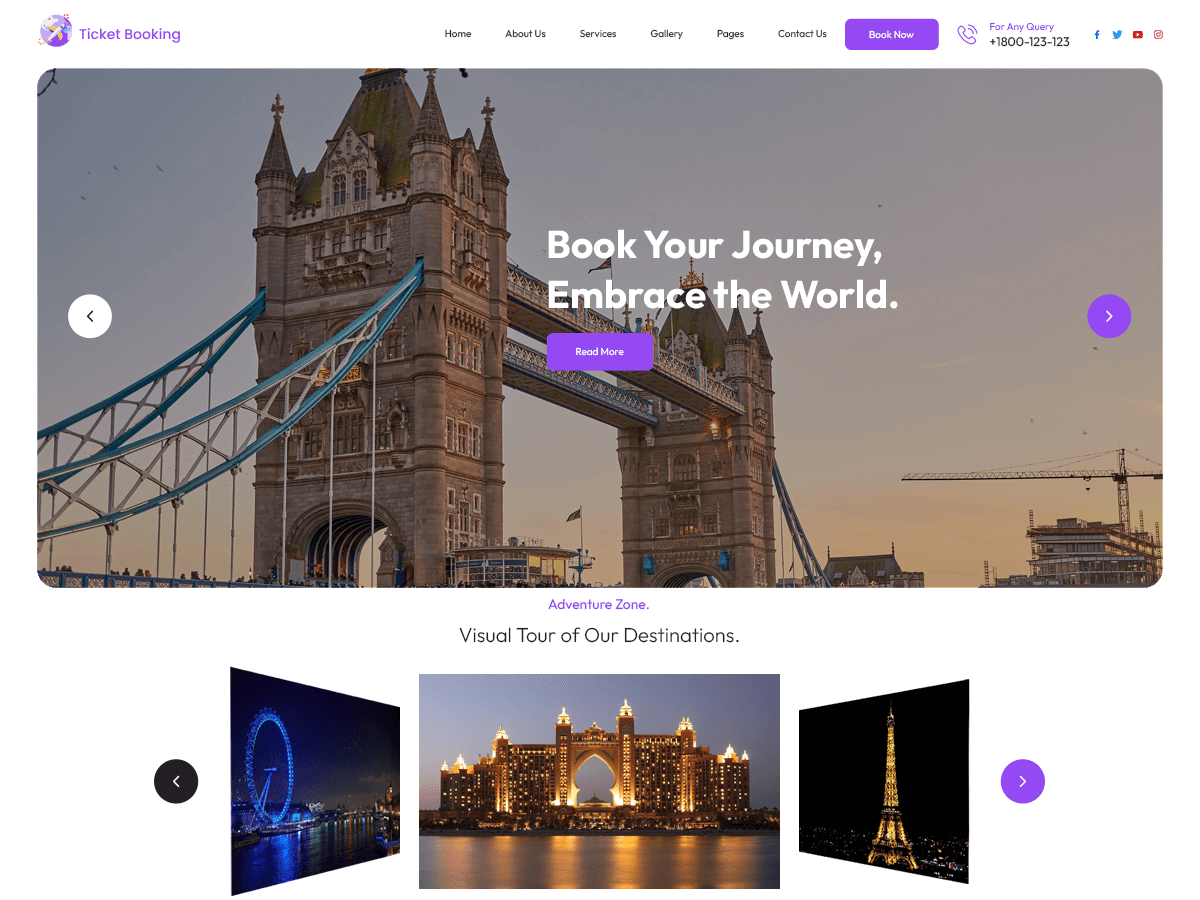 Ticket Booking
Home
About Us
Services
Gallery
Pages
Contact Us
Book Now
For Any Query
+1800-123-123
Book Your Journey,
Embrace the World.
Read More
Adventure Zone.
Visual Tour of Our Destinations.